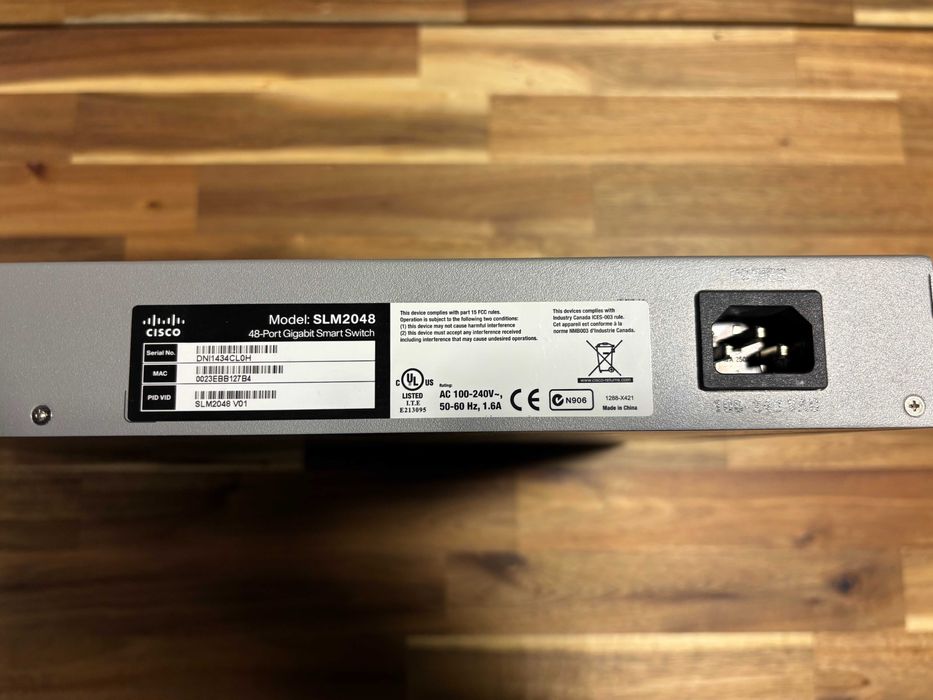 CISCO
Model: SLM2048
48-Port Gigabit Smart Switch
Serial No.
DNI1434CL0H
MAC
0023EBB127B4
PID VID
SLM2048 V01
This device complies with part 15 FCC rules.
Operation is subject to the following two conditions:
(1) this device may not cause harmful interference
(2) this device must accept any interference received
including interference that may cause undesired operations.
This device complies with
Industry Canada ICES-003 rule.
Cet appareil est conforme à la
norme NMB003 d'Industrie Canada.
www.cisco-returns.com
C UL US
LISTED
I.T.E
E213095
Rating:
AC 100-240V~,
50-60 Hz, 1.6A
CE
N906
1288-X421
Made in China